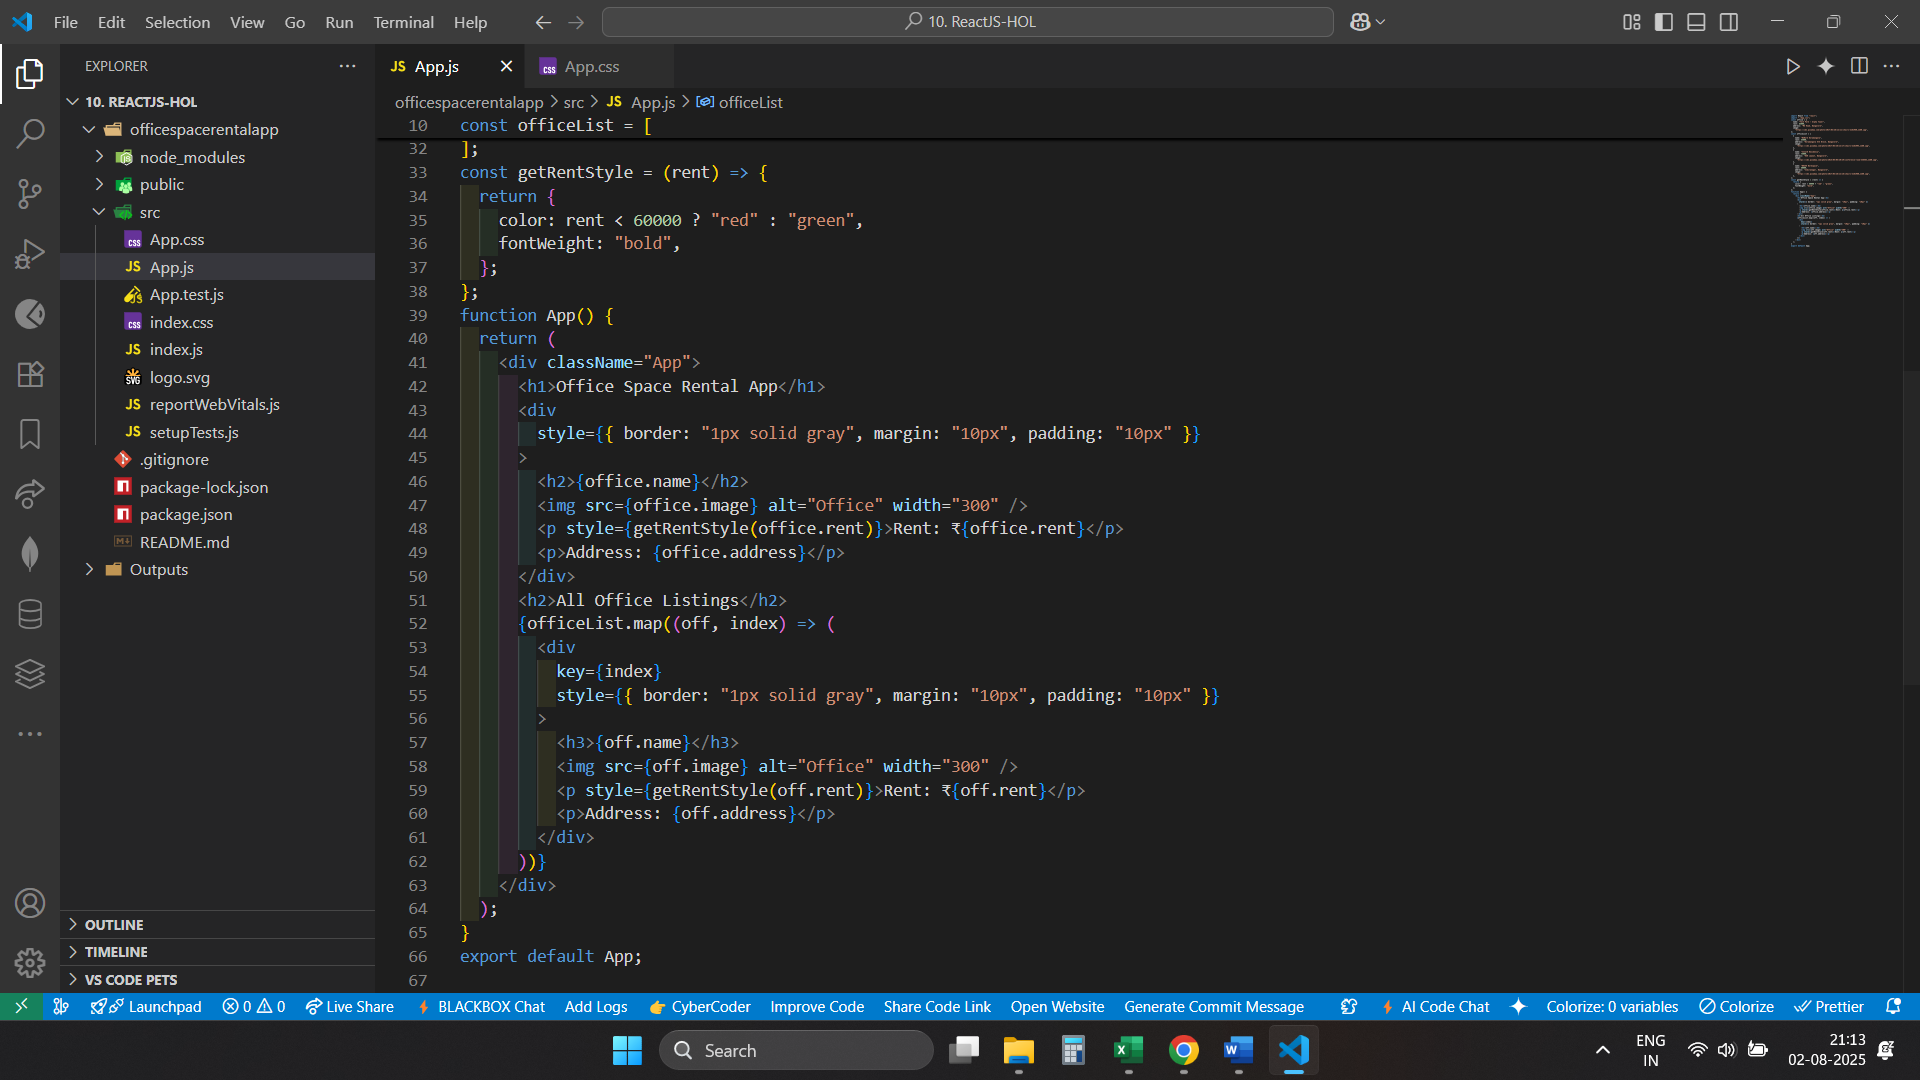 File Edit Selection View Go Run Terminal Help
10. ReactJS-HOL
EXPLORER
10. REACTJS-HOL
officespacerentalapp
node_modules
public
src
App.css
App.js
App.test.js
index.css
index.js
logo.svg
reportWebVitals.js
setupTests.js
.gitignore
package-lock.json
package.json
README.md
Outputs
OUTLINE
TIMELINE
VS CODE PETS
JS App.js
css App.css
officespacerentalapp > src > JS App.js > officeList
10 const officeList = [
32 ];
33 const getRentStyle = (rent) => {
34 return {
35 color: rent < 60000 ? "red" : "green",
36 fontWeight: "bold",
37 };
38 };
39 function App() {
40 return (
41 <div className="App">
42 <h1>Office Space Rental App</h1>
43 <div
44 style={{ border: "1px solid gray", margin: "10px", padding: "10px" }}
45 >
46 <h2>{office.name}</h2>
47 <img src={office.image} alt="Office" width="300" />
48 <p style={getRentStyle(office.rent)}>Rent: ₹{office.rent}</p>
49 <p>Address: {office.address}</p>
50 </div>
51 <h2>All Office Listings</h2>
52 {officeList.map((off, index) => (
53 <div
54 key={index}
55 style={{ border: "1px solid gray", margin: "10px", padding: "10px" }}
56 >
57 <h3>{off.name}</h3>
58 <img src={off.image} alt="Office" width="300" />
59 <p style={getRentStyle(off.rent)}>Rent: ₹{off.rent}</p>
60 <p>Address: {off.address}</p>
61 </div>
62 ))}
63 </div>
64 );
65 }
66 export default App;
67
Launchpad 0 0 Live Share BLACKBOX Chat Add Logs CyberCoder Improve Code Share Code Link Open Website Generate Commit Message AI Code Chat Colorize: 0 variables Colorize Prettier
Search
ENG
IN
21:13
02-08-2025